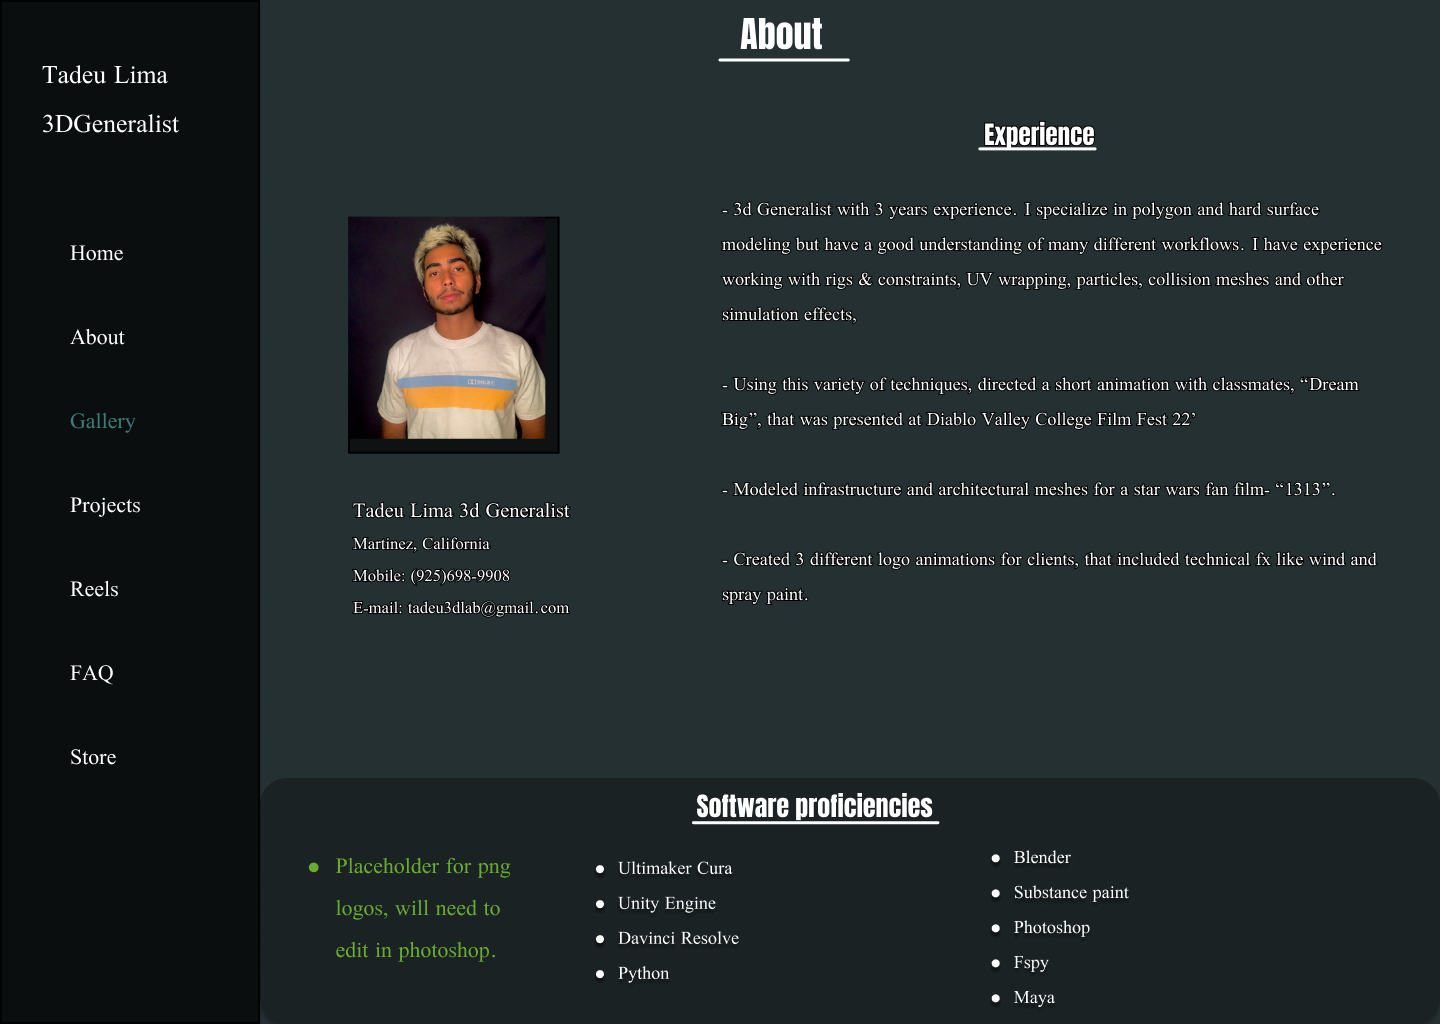 Tadeu Lima
3DGeneralist
Home
About
Gallery
Projects
Reels
FAQ
Store
About
Tadeu Lima 3d Generalist
Martinez, California
Mobile: (925)698-9908
E-mail: tadeu3dlab@gmail.com
Experience
- 3d Generalist with 3 years experience. I specialize in polygon and hard surface
modeling but have a good understanding of many different workflows. I have experience
working with rigs & constraints, UV wrapping, particles, collision meshes and other
simulation effects,
- Using this variety of techniques, directed a short animation with classmates, “Dream
Big”, that was presented at Diablo Valley College Film Fest 22’
- Modeled infrastructure and architectural meshes for a star wars fan film- “1313”.
- Created 3 different logo animations for clients, that included technical fx like wind and
spray paint.
Software proficiencies
● Placeholder for png
logos, will need to
edit in photoshop.
● Ultimaker Cura
● Unity Engine
● Davinci Resolve
● Python
● Blender
● Substance paint
● Photoshop
● Fspy
● Maya